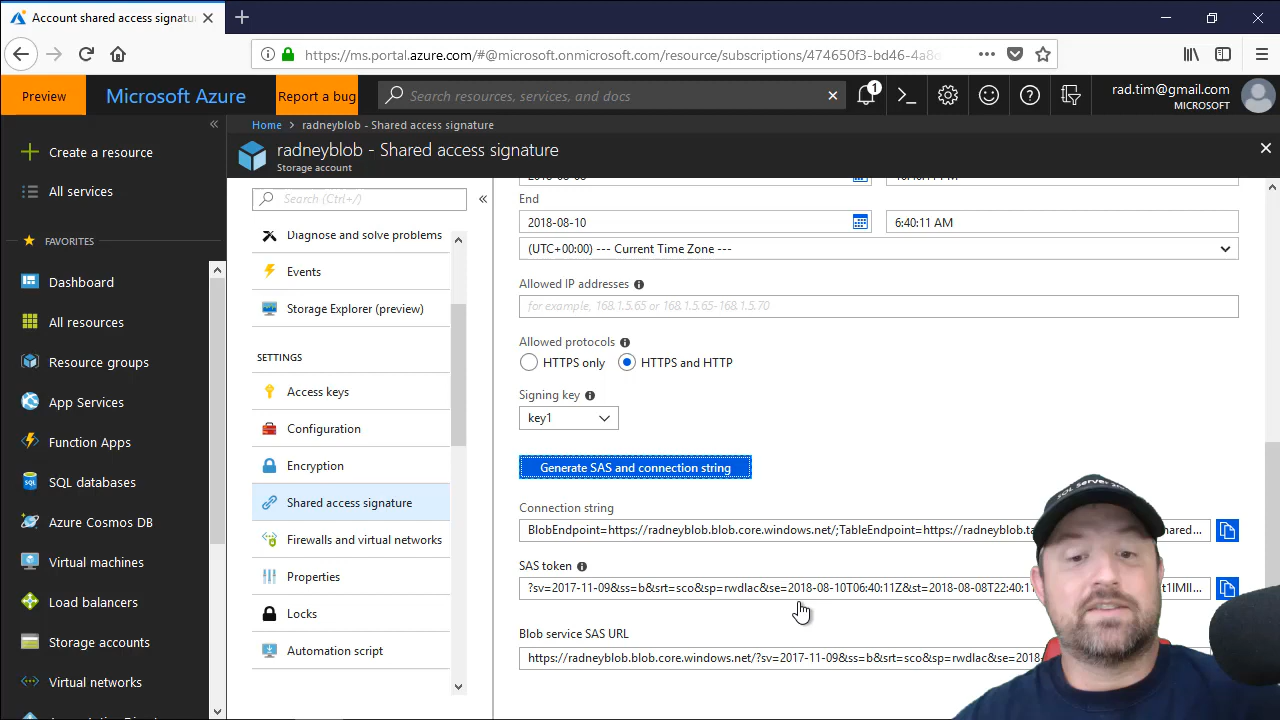 Account shared access signatu
https://ms.portal.azure.com/#@microsoft.onmicrosoft.com/resource/subscriptions/474650f3-bd46-4a8
Preview
Microsoft Azure
Report a bug
Search resources, services, and docs
1
rad.tim@gmail.com
MICROSOFT
Home > radneyblob - Shared access signature
radneyblob - Shared access signature
Storage account
Create a resource
All services
FAVORITES
Dashboard
All resources
Resource groups
App Services
Function Apps
SQL databases
Azure Cosmos DB
Virtual machines
Load balancers
Storage accounts
Virtual networks
Search (Ctrl+/)
Diagnose and solve problems
Events
Storage Explorer (preview)
SETTINGS
Access keys
Configuration
Encryption
Shared access signature
Firewalls and virtual networks
Properties
Locks
Automation script
End
2018-08-10
6:40:11 AM
(UTC+00:00) --- Current Time Zone ---
Allowed IP addresses
for example, 168.1.5.65 or 168.1.5.65-168.1.5.70
Allowed protocols
HTTPS only
HTTPS and HTTP
Signing key
key1
Generate SAS and connection string
Connection string
BlobEndpoint=https://radneyblob.blob.core.windows.net/;TableEndpoint=https://radneyblob.ta
hared...
SAS token
?sv=2017-11-09&ss=b&srt=sco&sp=rwdlac&se=2018-08-10T06:40:11Z&st=2018-08-08T22:40:1
Blob service SAS URL
https://radneyblob.blob.core.windows.net/?sv=2017-11-09&ss=b&srt=sco&sp=rwdlac&se=2018-
SQL server